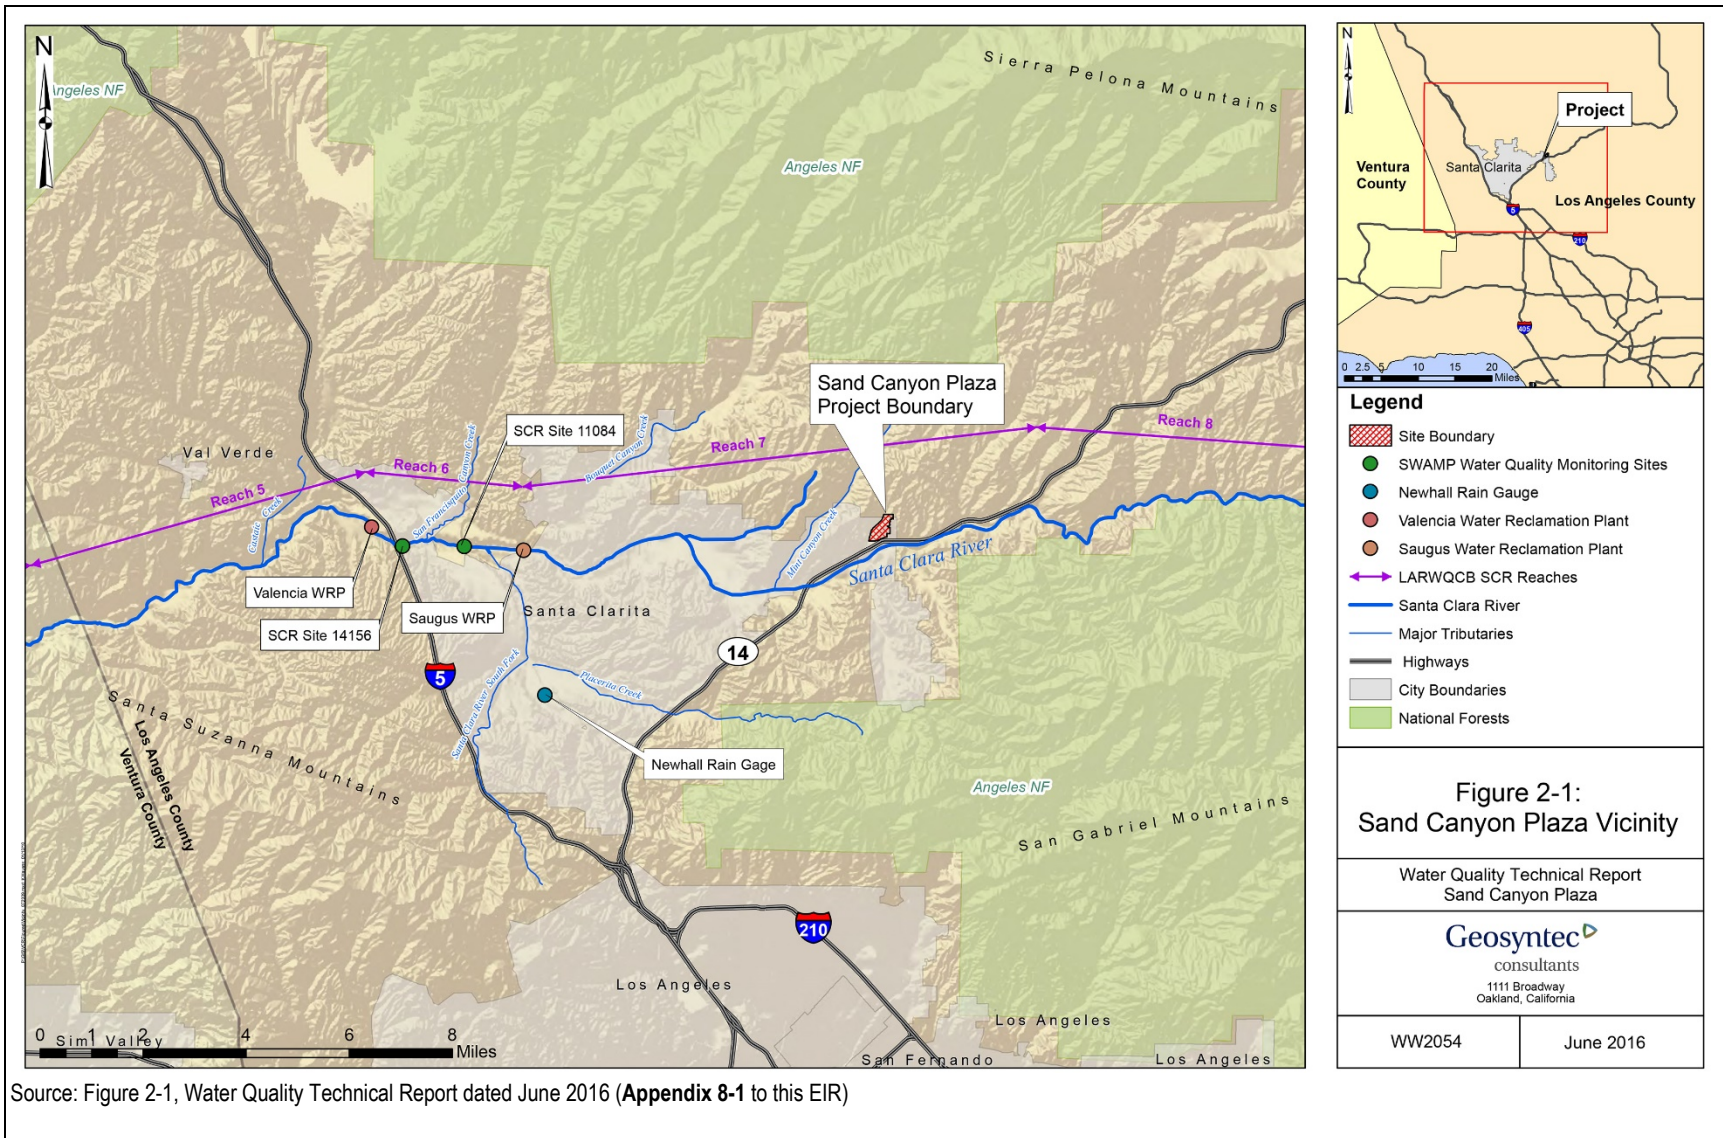 N
Angeles NF
Sierra Pelona Mountains
Angeles NF
Sand Canyon Plaza
Project Boundary
SCR Site 11084
Bouquet Canyon Creek
Reach 7
Reach 8
Val Verde
Reach 6
San Francisquito Canyon Creek
Reach 5
Castaic Creek
Mint Canyon Creek
Santa Clara River
Valencia WRP
Saugus WRP
Santa Clarita
SCR Site 14156
14
5
Santa Clara River South Fork
Placerita Creek
Santa Suzanna Mountains
Los Angeles County
Ventura County
Newhall Rain Gage
Angeles NF
San Gabriel Mountains
210
Los Angeles
Los Angeles
San Fernando
Los Angeles
Simi Valley
0 1 2 4 6 8
Miles
N
Project
Ventura
County
Santa Clarita
Los Angeles County
5
210
405
0 2.5 5 10 15 20
Miles
Legend
Site Boundary
SWAMP Water Quality Monitoring Sites
Newhall Rain Gauge
Valencia Water Reclamation Plant
Saugus Water Reclamation Plant
LARWQCB SCR Reaches
Santa Clara River
Major Tributaries
Highways
City Boundaries
National Forests
Figure 2-1:
Sand Canyon Plaza Vicinity
Water Quality Technical Report
Sand Canyon Plaza
Geosyntec
consultants
1111 Broadway
Oakland, California
WW2054
June 2016
Source: Figure 2-1, Water Quality Technical Report dated June 2016 (Appendix 8-1 to this EIR)